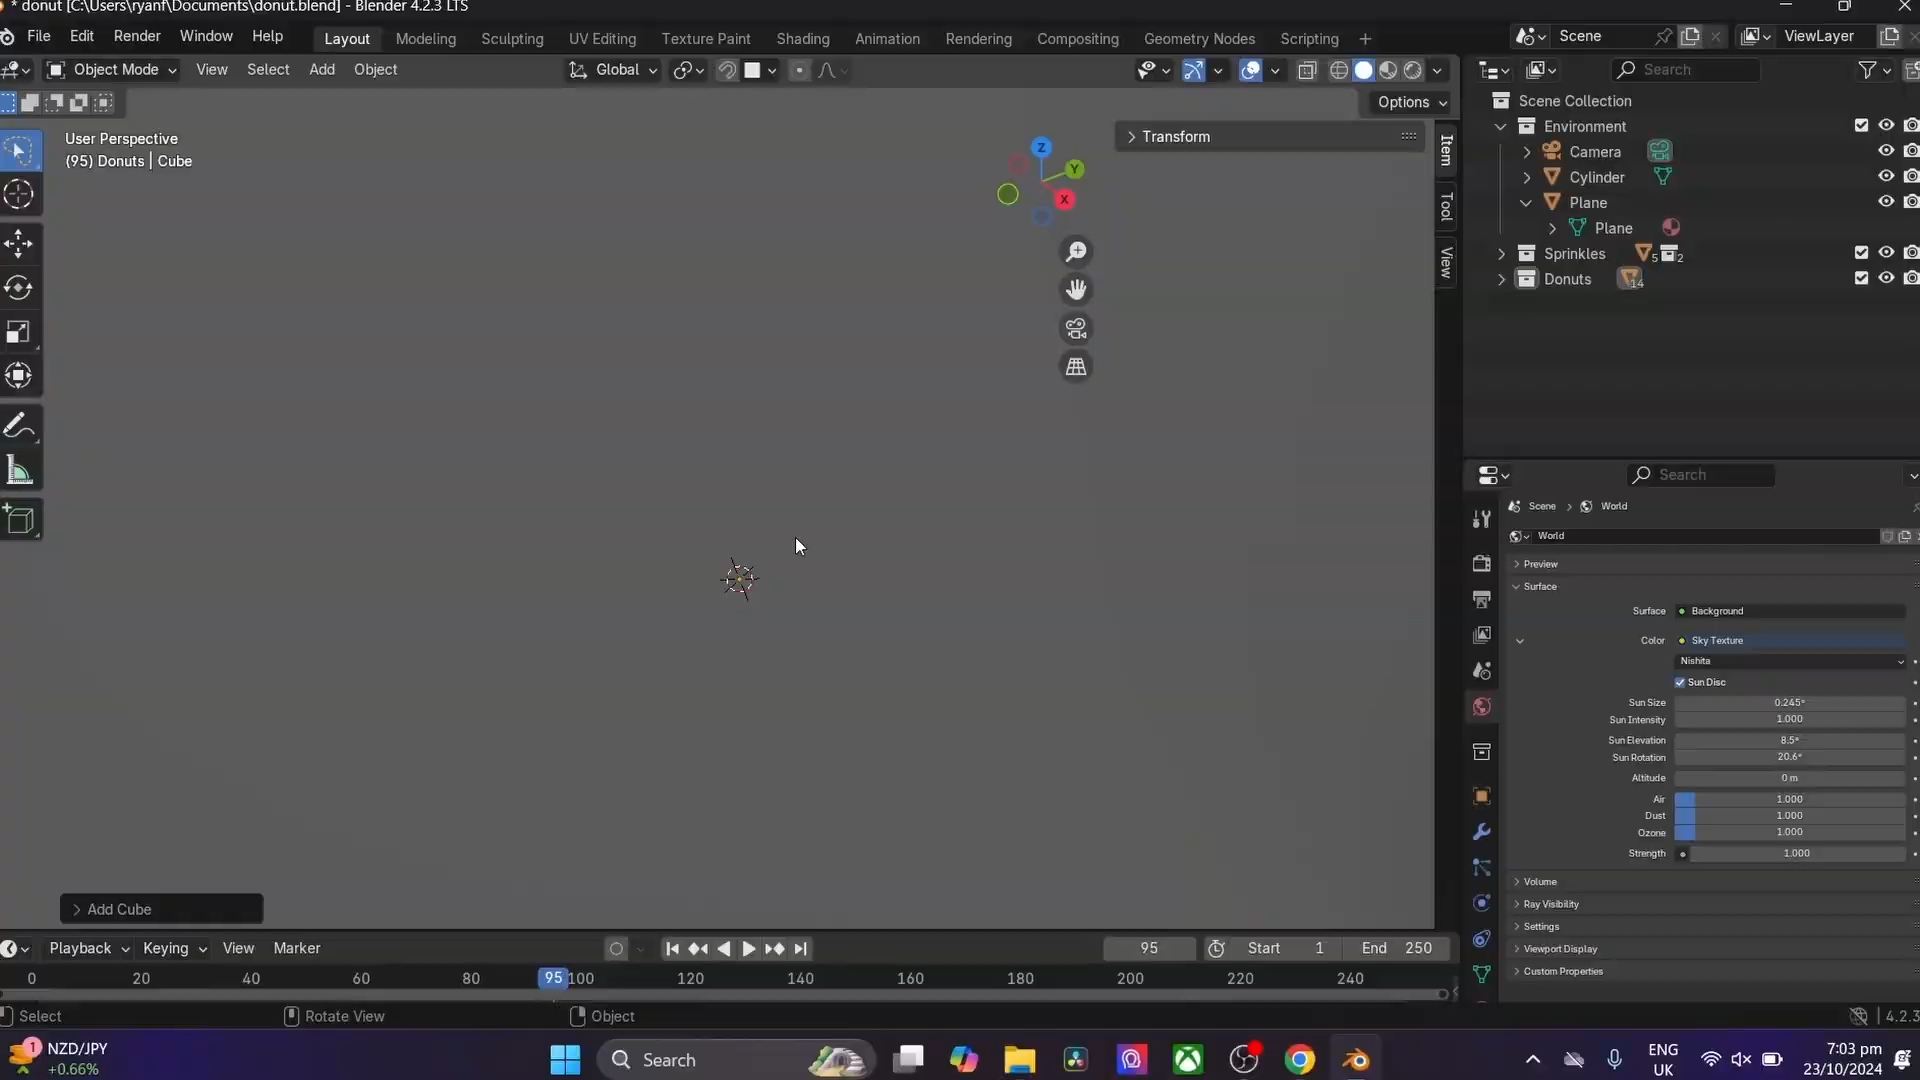 * donut [C:\Users\ryanf\Documents\donut.blend] - Blender 4.2.3 LTS
File Edit Render Window Help Layout Modeling Sculpting UV Editing Texture Paint Shading Animation Rendering Compositing Geometry Nodes Scripting +
Scene ViewLayer
Object Mode View Select Add Object Global
Search
Options
User Perspective
(95) Donuts | Cube
Transform
Z
Y
X
Item
Tool
View
Scene Collection
Environment
Camera
Cylinder
Plane
Plane
Sprinkles 5 2
Donuts 14
Search
Scene > World
World
Preview
Surface
Surface Background
Color Sky Texture
Nishita
Sun Disc
Sun Size 0.245°
Sun Intensity 1.000
Sun Elevation 8.5°
Sun Rotation 20.6°
Altitude 0 m
Air 1.000
Dust 1.000
Ozone 1.000
Strength 1.000
Volume
Ray Visibility
Settings
Viewport Display
Custom Properties
Add Cube
Playback Keying View Marker 95 Start 1 End 250
0 20 40 60 80 95 100 120 140 160 180 200 220 240
Select Rotate View Object 4.2.3
1 NZD/JPY
+0.66%
Search
ENG
UK
7:03 pm
23/10/2024